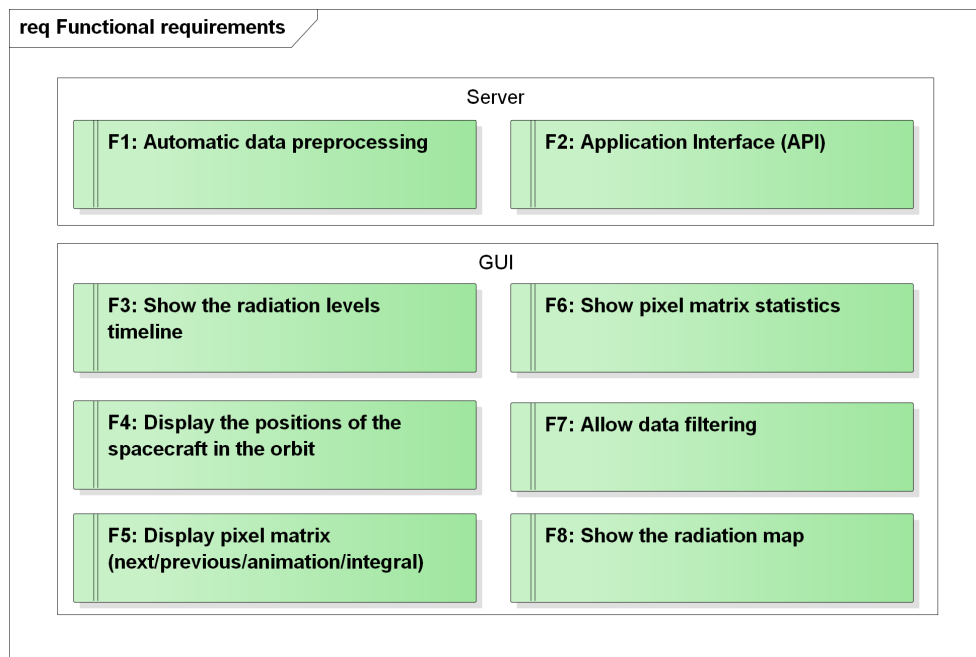 req Functional requirements
Server
F1: Automatic data preprocessing
F2: Application Interface (API)
GUI
F3: Show the radiation levels
timeline
F6: Show pixel matrix statistics
F4: Display the positions of the
spacecraft in the orbit
F7: Allow data filtering
F5: Display pixel matrix
(next/previous/animation/integral)
F8: Show the radiation map